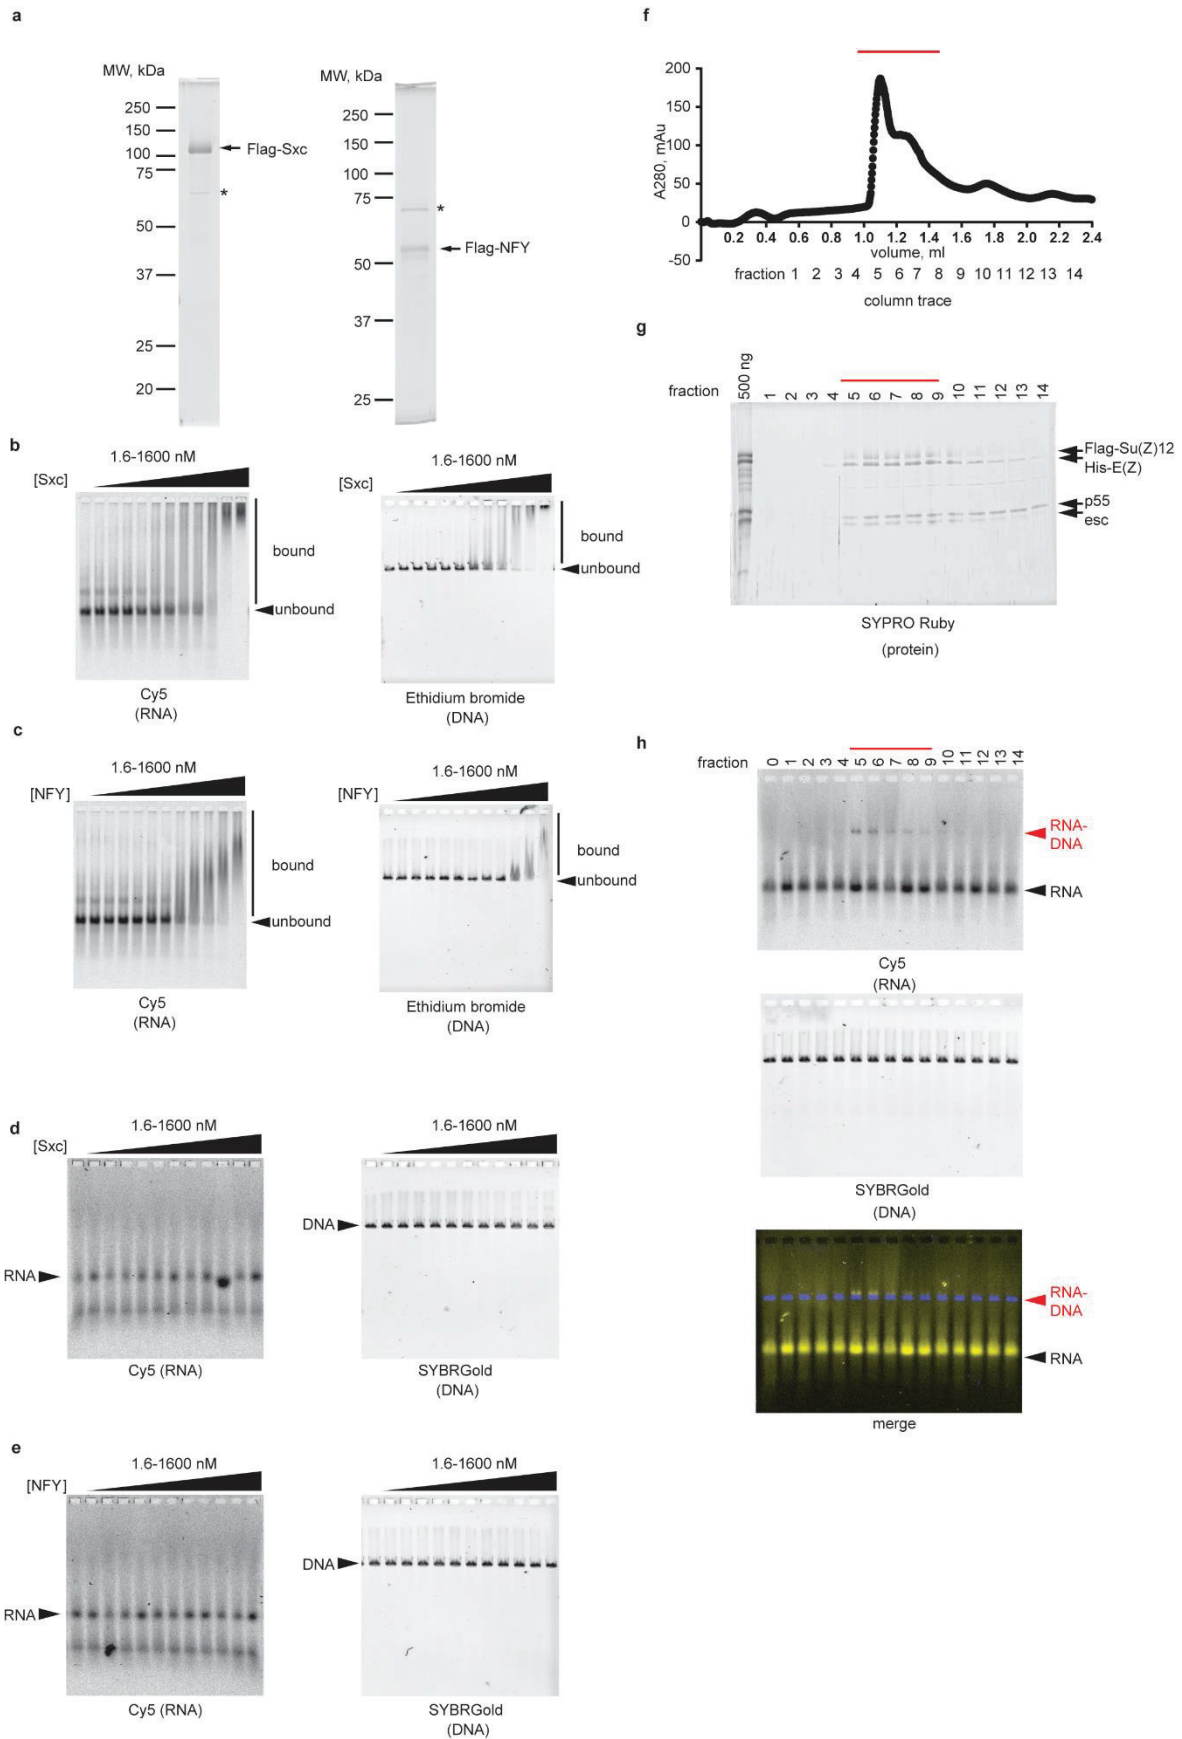 a
MW, kDa
250
150
100
75
50
37
25
20
Flag-Sxc
*
MW, kDa
250
150
100
75
50
37
25
*
Flag-NFY
b
1.6-1600 nM
[Sxc]
bound
unbound
Cy5
(RNA)
1.6-1600 nM
[Sxc]
bound
unbound
Ethidium bromide
(DNA)
c
1.6-1600 nM
[NFY]
bound
unbound
Cy5
(RNA)
1.6-1600 nM
[NFY]
bound
unbound
Ethidium bromide
(DNA)
d
1.6-1600 nM
[Sxc]
RNA
Cy5 (RNA)
1.6-1600 nM
DNA
SYBRGold
(DNA)
e
1.6-1600 nM
[NFY]
RNA
Cy5 (RNA)
1.6-1600 nM
DNA
SYBRGold
(DNA)
f
A280, mAu
200
150
100
50
0
-50
0.2 0.4 0.6 0.8 1.0 1.2 1.4 1.6 1.8 2.0 2.2 2.4
volume, ml
fraction 1 2 3 4 5 6 7 8 9 10 11 12 13 14
column trace
g
fraction 500 ng 1 2 3 4 5 6 7 8 9 10 11 12 13 14
Flag-Su(Z)12
His-E(Z)
p55
esc
SYPRO Ruby
(protein)
h
fraction 0 1 2 3 4 5 6 7 8 9 10 11 12 13 14
RNA-
DNA
RNA
Cy5
(RNA)
SYBRGold
(DNA)
RNA-
DNA
RNA
merge